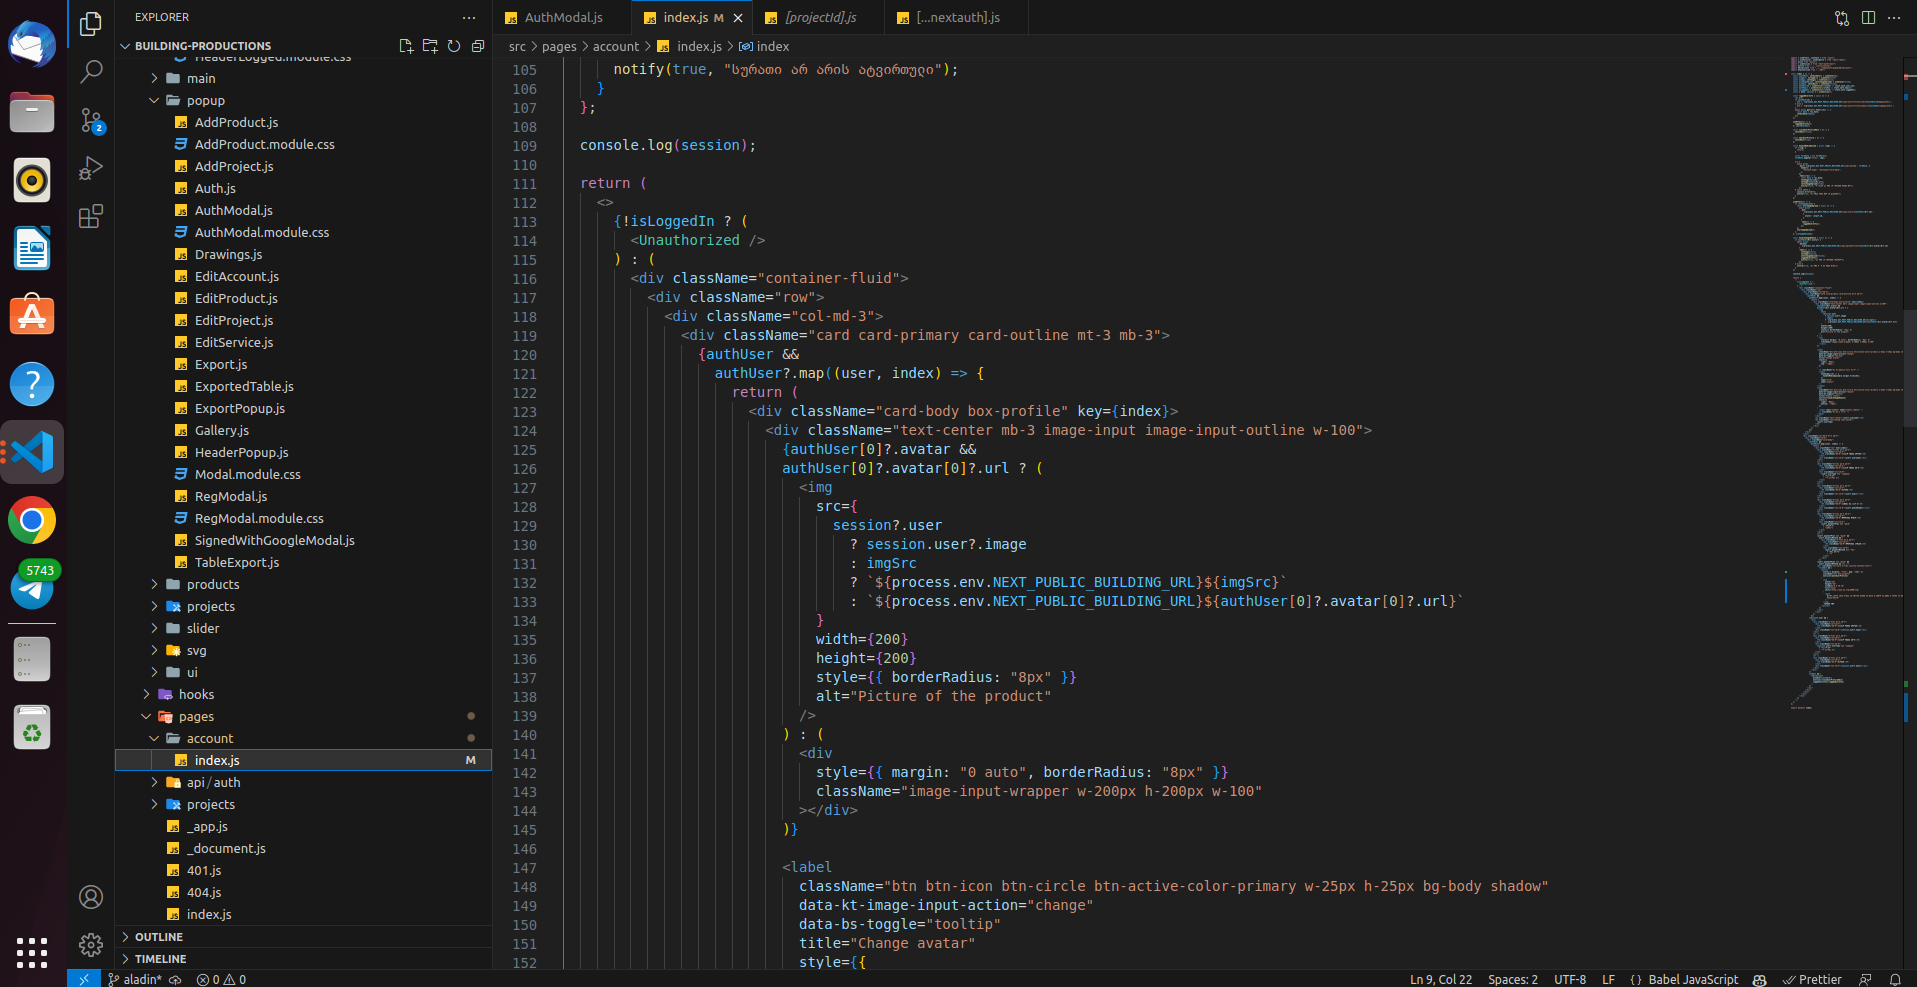 EXPLORER
BUILDING-PRODUCTIONS
HeaderLogged.module.css
main
popup
AddProduct.js
AddProduct.module.css
AddProject.js
Auth.js
AuthModal.js
AuthModal.module.css
Drawings.js
EditAccount.js
EditProduct.js
EditProject.js
EditService.js
Export.js
ExportedTable.js
ExportPopup.js
Gallery.js
HeaderPopup.js
Modal.module.css
RegModal.js
RegModal.module.css
SignedWithGoogleModal.js
TableExport.js
products
projects
slider
svg
ui
hooks
pages
account
index.js M
api/auth
projects
_app.js
_document.js
401.js
404.js
index.js
OUTLINE
TIMELINE
2
5743
AuthModal.js
index.js M
[projectId].js
[...nextauth].js
src > pages > account > index.js > index
105 notify(true, "სურათი არ არის ატვირთული");
106 }
107 };
108
109 console.log(session);
110
111 return (
112 <>
113 {!isLoggedIn ? (
114 <Unauthorized />
115 ) : (
116 <div className="container-fluid">
117 <div className="row">
118 <div className="col-md-3">
119 <div className="card card-primary card-outline mt-3 mb-3">
120 {authUser &&
121 authUser?.map((user, index) => {
122 return (
123 <div className="card-body box-profile" key={index}>
124 <div className="text-center mb-3 image-input image-input-outline w-100">
125 {authUser[0]?.avatar &&
126 authUser[0]?.avatar[0]?.url ? (
127 <img
128 src={
129 session?.user
130 ? session.user?.image
131 : imgSrc
132 ? `${process.env.NEXT_PUBLIC_BUILDING_URL}${imgSrc}`
133 : `${process.env.NEXT_PUBLIC_BUILDING_URL}${authUser[0]?.avatar[0]?.url}`
134 }
135 width={200}
136 height={200}
137 style={{ borderRadius: "8px" }}
138 alt="Picture of the product"
139 />
140 ) : (
141 <div
142 style={{ margin: "0 auto", borderRadius: "8px" }}
143 className="image-input-wrapper w-200px h-200px w-100"
144 ></div>
145 )}
146
147 <label
148 className="btn btn-icon btn-circle btn-active-color-primary w-25px h-25px bg-body shadow"
149 data-kt-image-input-action="change"
150 data-bs-toggle="tooltip"
151 title="Change avatar"
152 style={{
aladin* 0 0 Ln 9, Col 22 Spaces: 2 UTF-8 LF {} Babel JavaScript Prettier